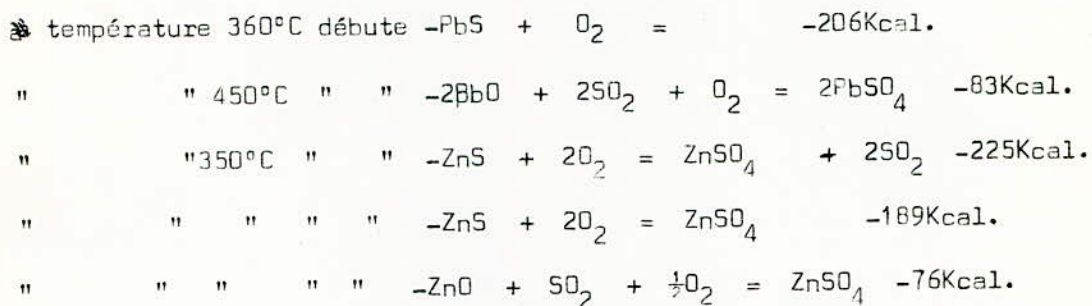 à température 360°C débute -PbS + O₂ = -206Kcal.
" " 450°C " " -2BbO + 2SO₂ + O₂ = 2PbSO₄ -83Kcal.
" "350°C " " -ZnS + 2O₂ = ZnSO₄ + 2SO₂ -225Kcal.
" " " " " -ZnS + 2O₂ = ZnSO₄ -189Kcal.
" " " " " -ZnO + SO₂ + ½O₂ = ZnSO₄ -76Kcal.